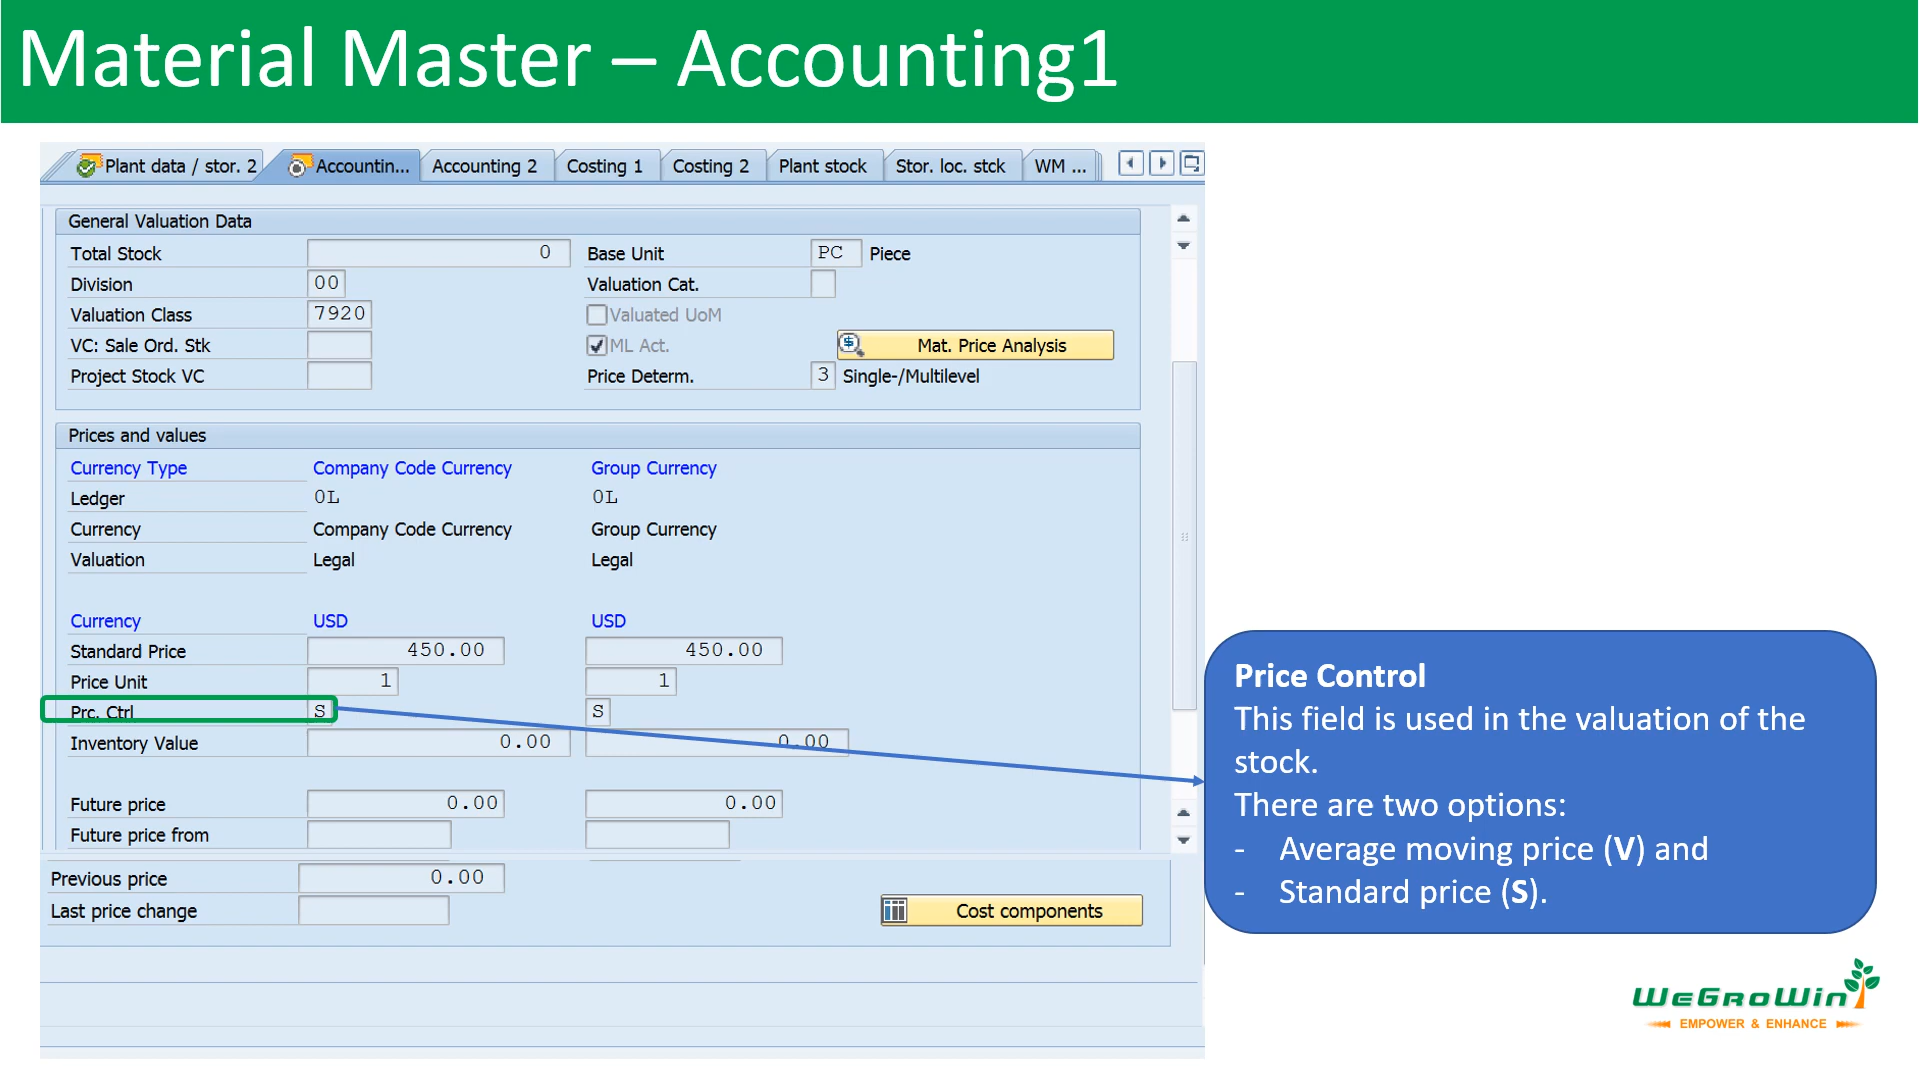 Material Master – Accounting1
Plant data / stor. 2 Accountin... Accounting 2 Costing 1 Costing 2 Plant stock Stor. loc. stck WM ...
General Valuation Data
Total Stock 0 Base Unit PC Piece
Division 00 Valuation Cat.
Valuation Class 7920 Valuated UoM
VC: Sale Ord. Stk ML Act. Mat. Price Analysis
Project Stock VC Price Determ. 3 Single-/Multilevel
Prices and values
Currency Type Company Code Currency Group Currency
Ledger 0L 0L
Currency Company Code Currency Group Currency
Valuation Legal Legal
Currency USD USD
Standard Price 450.00 450.00
Price Unit 1 1
Prc. Ctrl S S
Inventory Value 0.00 0.00
Future price 0.00 0.00
Future price from
Previous price 0.00
Last price change Cost components
Price Control
This field is used in the valuation of the
stock.
There are two options:
- Average moving price (V) and
- Standard price (S).
WeGroWin
EMPOWER & ENHANCE